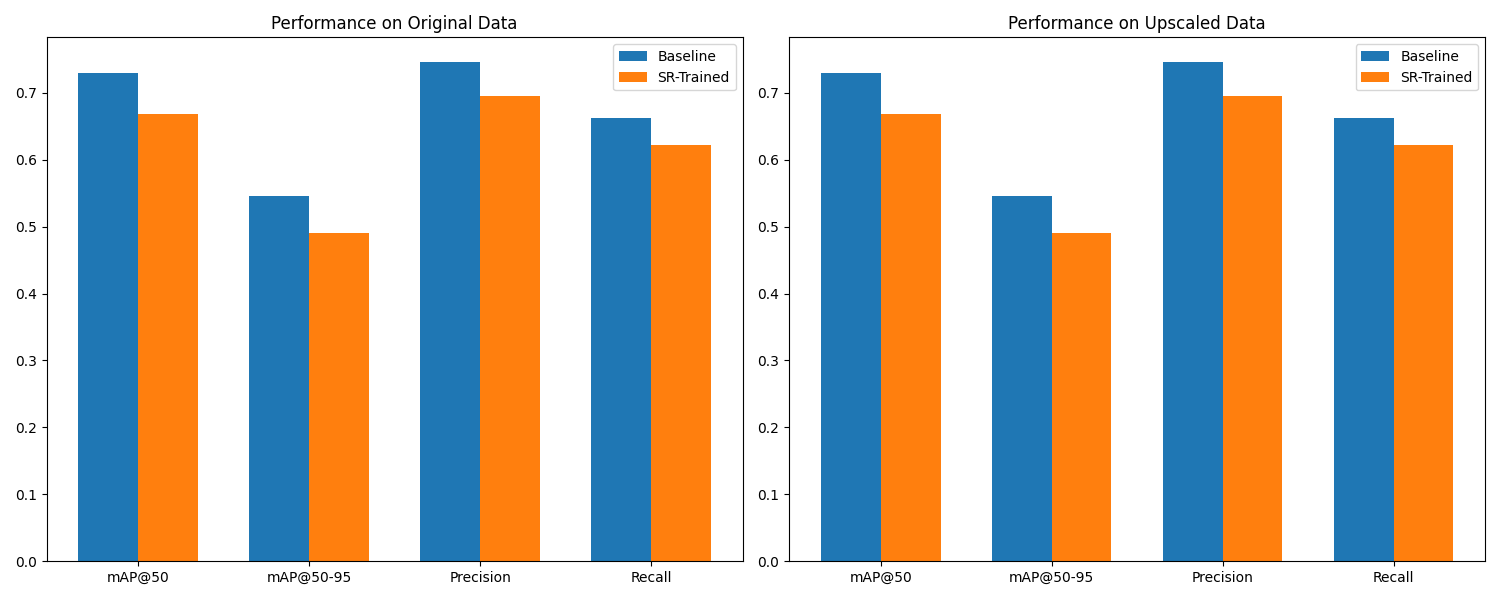 Performance on Original Data
Baseline
SR-Trained
0.7
0.6
0.5
0.4
0.3
0.2
0.1
0.0
mAP@50 mAP@50-95 Precision Recall
Performance on Upscaled Data
Baseline
SR-Trained
0.7
0.6
0.5
0.4
0.3
0.2
0.1
0.0
mAP@50 mAP@50-95 Precision Recall